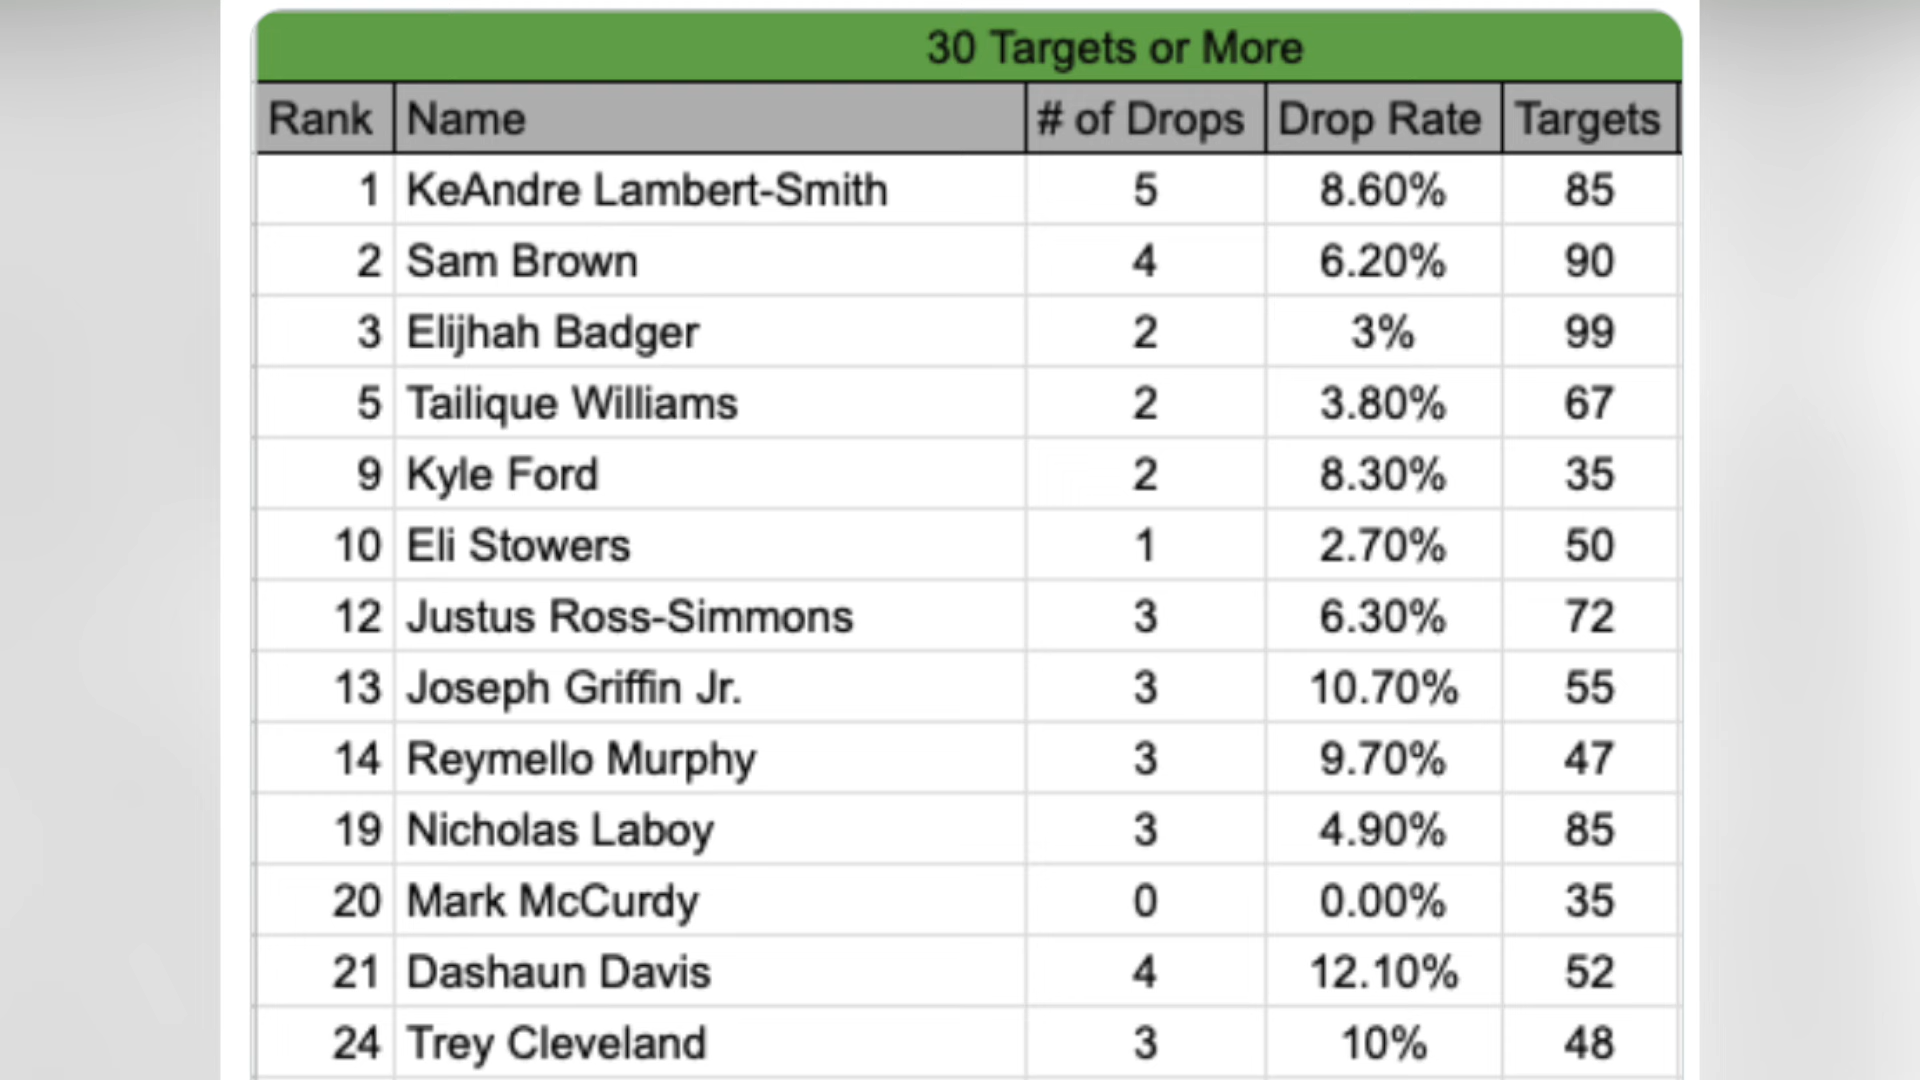 30 Targets or More
Rank Name # of Drops Drop Rate Targets
1 KeAndre Lambert-Smith 5 8.60% 85
2 Sam Brown 4 6.20% 90
3 Elijhah Badger 2 3% 99
5 Tailique Williams 2 3.80% 67
9 Kyle Ford 2 8.30% 35
10 Eli Stowers 1 2.70% 50
12 Justus Ross-Simmons 3 6.30% 72
13 Joseph Griffin Jr. 3 10.70% 55
14 Reymello Murphy 3 9.70% 47
19 Nicholas Laboy 3 4.90% 85
20 Mark McCurdy 0 0.00% 35
21 Dashaun Davis 4 12.10% 52
24 Trey Cleveland 3 10% 48